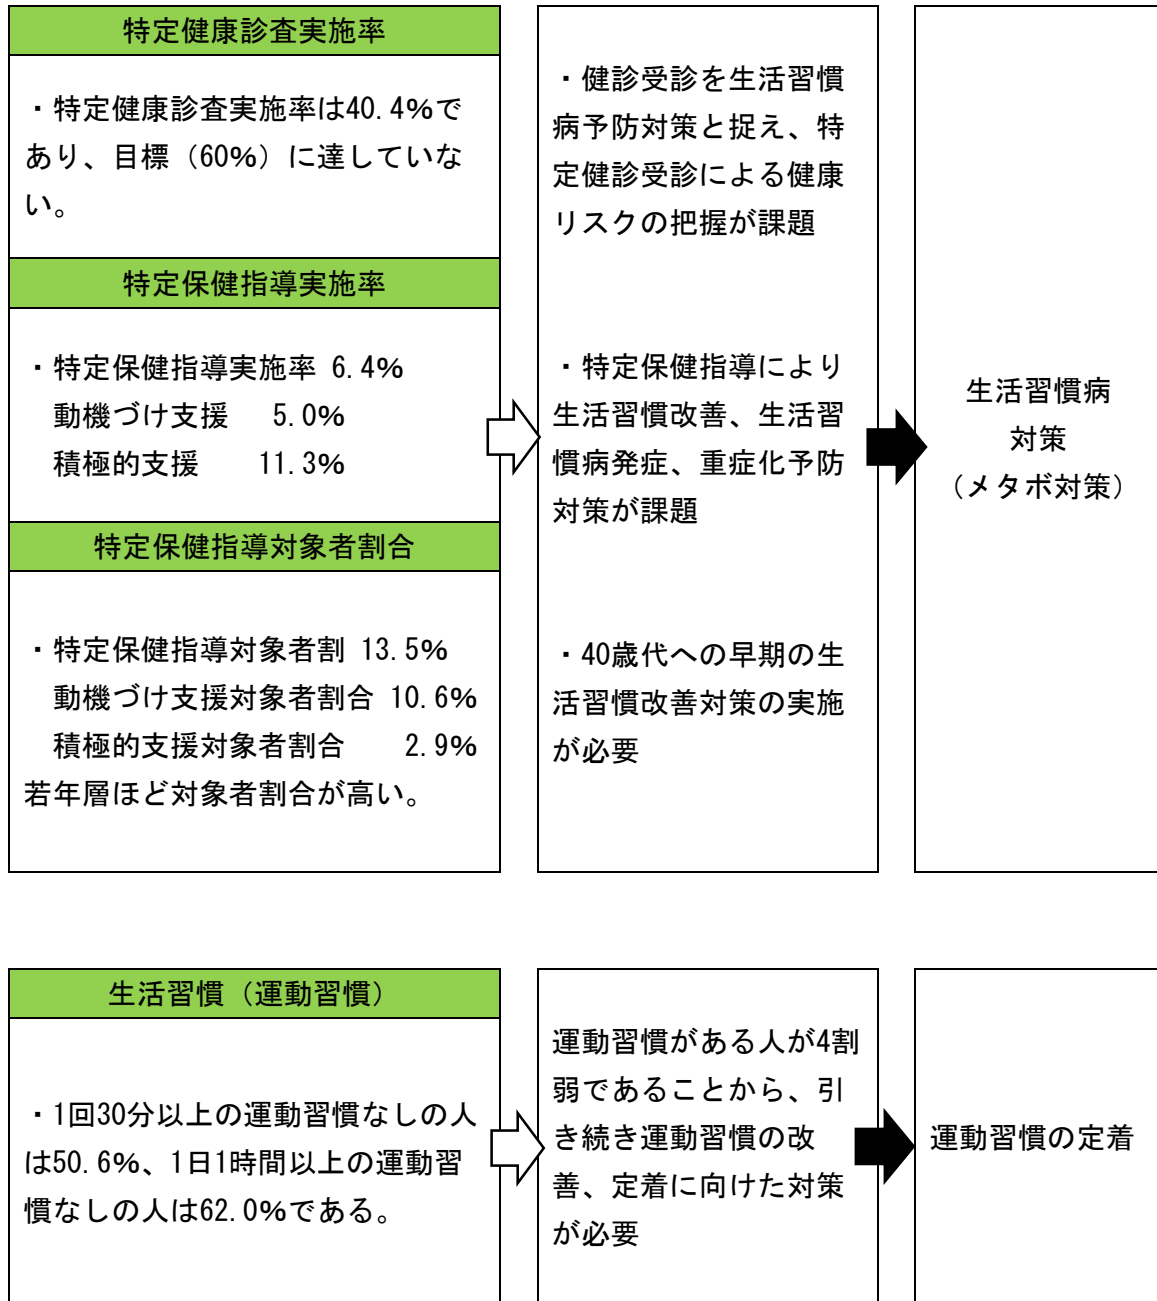 特定健康診査実施率
・特定健康診査実施率は40.4%で
あり、目標（60%）に達していな
い。
特定保健指導実施率
・特定保健指導実施率 6.4%
動機づけ支援 5.0%
積極的支援 11.3%
特定保健指導対象者割合
・特定保健指導対象者割 13.5%
動機づけ支援対象者割合 10.6%
積極的支援対象者割合 2.9%
若年層ほど対象者割合が高い。
・健診受診を生活習慣
病予防対策と捉え、特
定健診受診による健康
リスクの把握が課題
・特定保健指導により
生活習慣改善、生活習
慣病発症、重症化予防
対策が課題
・40歳代への早期の生
活習慣改善対策の実施
が必要
生活習慣病
対策
（メタボ対策）
生活習慣（運動習慣）
・1回30分以上の運動習慣なしの人
は50.6%、1日1時間以上の運動習
慣なしの人は62.0%である。
運動習慣がある人が4割
弱であることから、引
き続き運動習慣の改
善、定着に向けた対策
が必要
運動習慣の定着